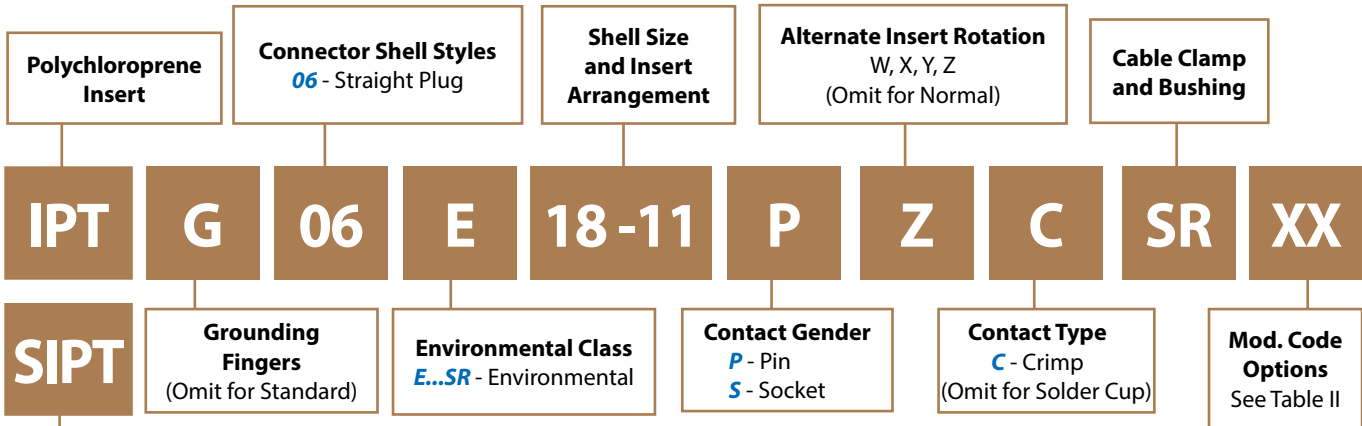 Polychloroprene
Insert
Connector Shell Styles
06 - Straight Plug
Shell Size
and Insert
Arrangement
Alternate Insert Rotation
W, X, Y, Z
(Omit for Normal)
Cable Clamp
and Bushing
IPT G 06 E 18-11 P Z C SR XX
SIPT
Grounding
Fingers
(Omit for Standard)
Environmental Class
E...SR - Environmental
Contact Gender
P - Pin
S - Socket
Contact Type
C - Crimp
(Omit for Solder Cup)
Mod. Code
Options
See Table II